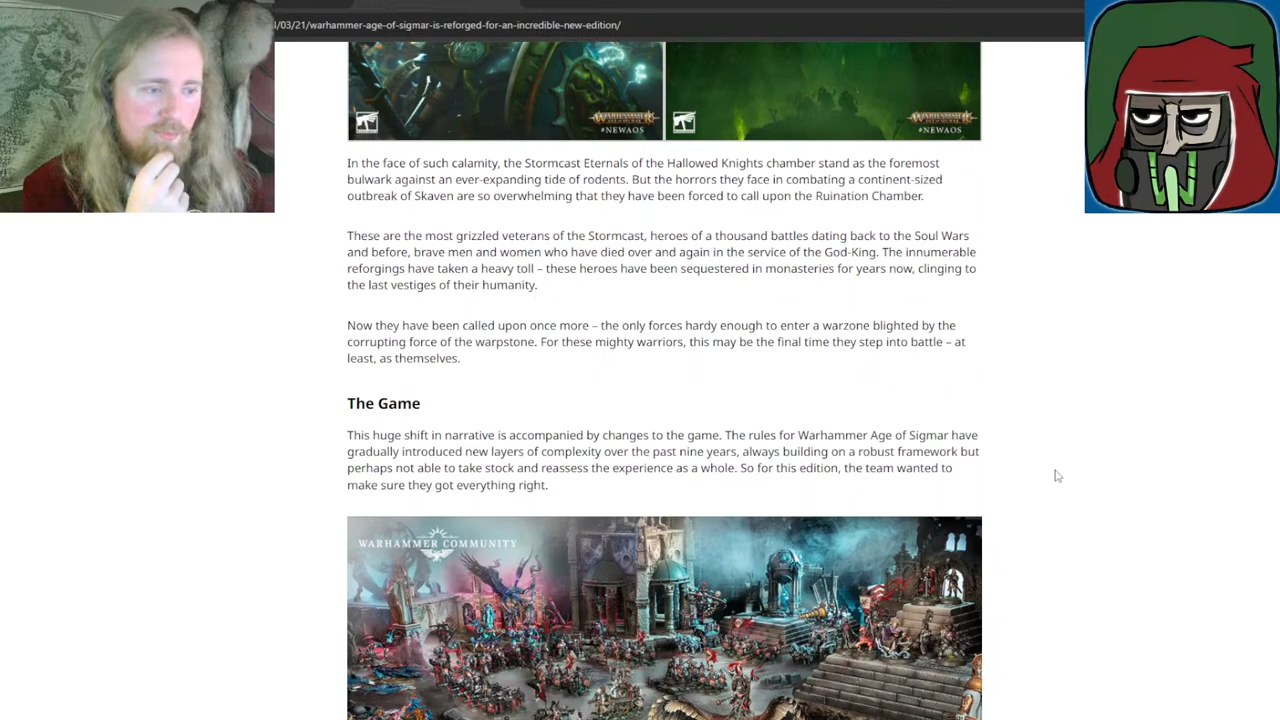 4/03/21/warhammer-age-of-sigmar-is-reforged-for-an-incredible-new-edition/
WARHAMMER
#NEWAOS
WARHAMMER
#NEWAOS
In the face of such calamity, the Stormcast Eternals of the Hallowed Knights chamber stand as the foremost
bulwark against an ever-expanding tide of rodents. But the horrors they face in combating a continent-sized
outbreak of Skaven are so overwhelming that they have been forced to call upon the Ruination Chamber.
These are the most grizzled veterans of the Stormcast, heroes of a thousand battles dating back to the Soul Wars
and before, brave men and women who have died over and again in the service of the God-King. The innumerable
reforgings have taken a heavy toll – these heroes have been sequestered in monasteries for years now, clinging to
the last vestiges of their humanity.
Now they have been called upon once more – the only forces hardy enough to enter a warzone blighted by the
corrupting force of the warpstone. For these mighty warriors, this may be the final time they step into battle – at
least, as themselves.
The Game
This huge shift in narrative is accompanied by changes to the game. The rules for Warhammer Age of Sigmar have
gradually introduced new layers of complexity over the past nine years, always building on a robust framework but
perhaps not able to take stock and reassess the experience as a whole. So for this edition, the team wanted to
make sure they got everything right.
WARHAMMER COMMUNITY